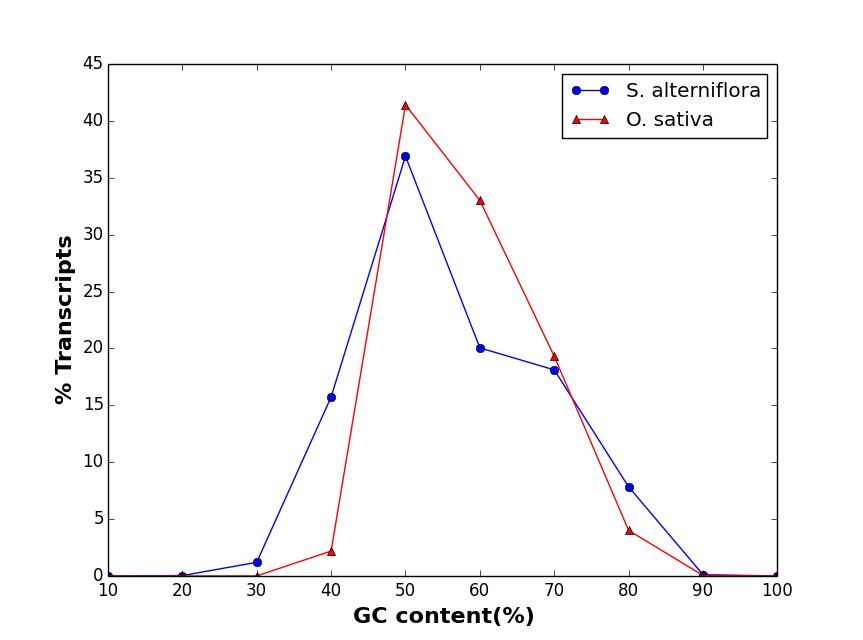 S. alterniflora
O. sativa
% Transcripts
45
40
35
30
25
20
15
10
5
0
10 20 30 40 50 60 70 80 90 100
GC content(%)